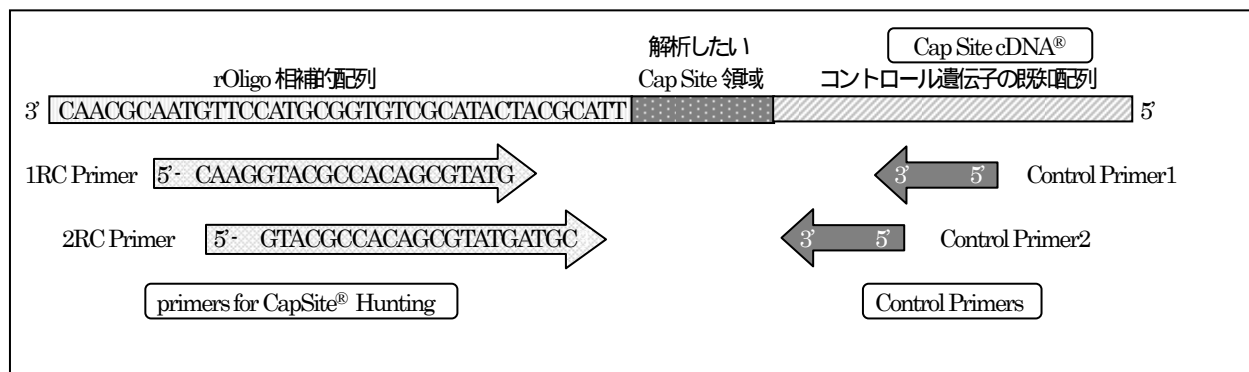 解析したい
Cap Site cDNA®
rOligo 相補的配列
Cap Site 領域
コントロール遺伝子の既知配列
3' CAACGCAATGTTCCATGCGGTGTCGCATACTACGCATT 5'
1RC Primer 5'- CAAGGTACGCCACAGCGTATG 3' 5' Control Primer1
2RC Primer 5'- GTACGCCACAGCGTATGATGC 3' 5' Control Primer2
primers for CapSite® Hunting
Control Primers